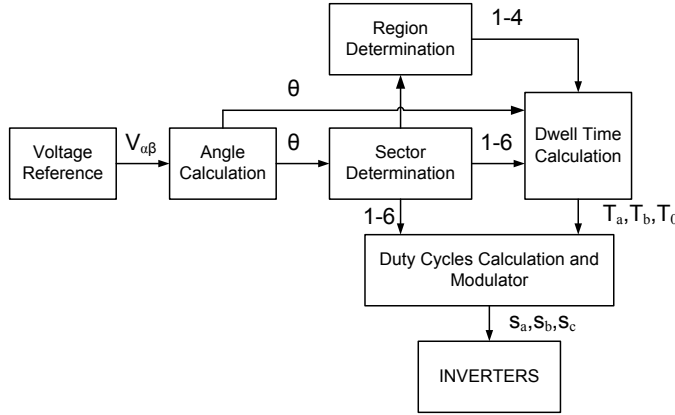 Region
Determination
1-4
θ
Voltage
Reference
Vαβ
Angle
Calculation
θ
Sector
Determination
1-6
Dwell Time
Calculation
1-6
Ta,Tb,T0
Duty Cycles Calculation and
Modulator
sa,sb,sc
INVERTERS